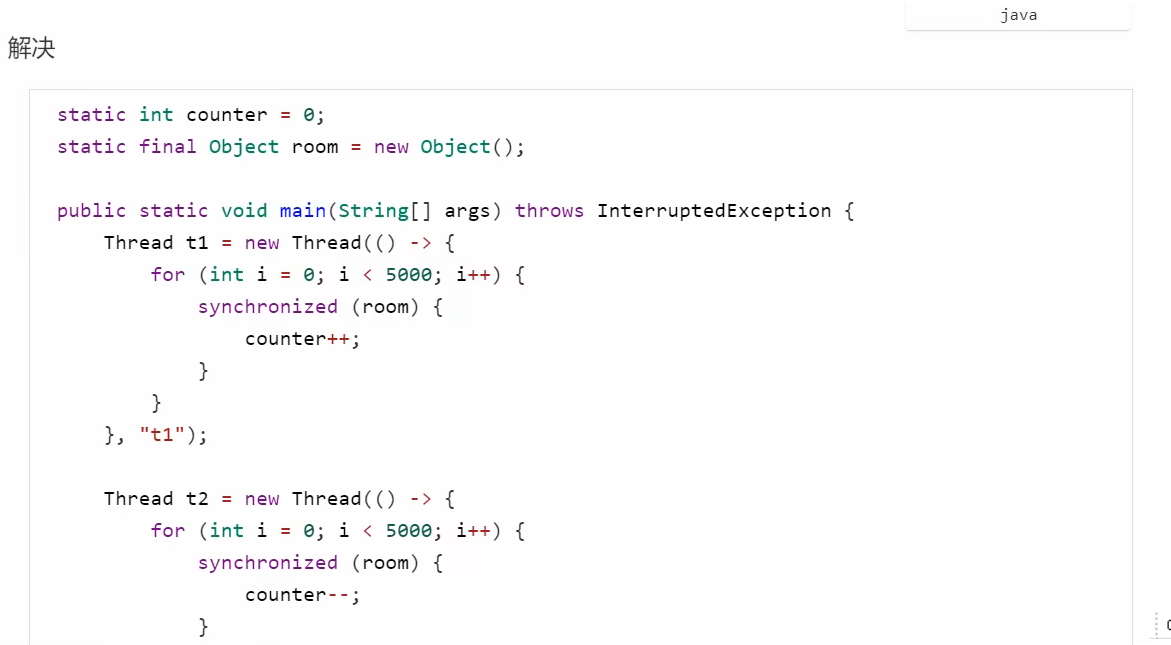 java
解决
static int counter = 0;
static final Object room = new Object();
public static void main(String[] args) throws InterruptedException {
    Thread t1 = new Thread(() -> {
        for (int i = 0; i < 5000; i++) {
            synchronized (room) {
                counter++;
            }
        }
    }, "t1");
    Thread t2 = new Thread(() -> {
        for (int i = 0; i < 5000; i++) {
            synchronized (room) {
                counter--;
            }